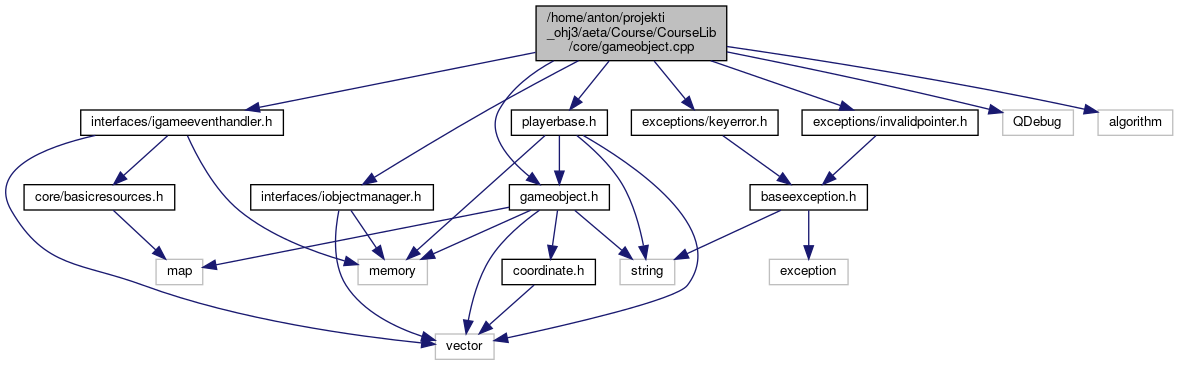 /home/anton/projekti
_ohj3/aeta/Course/CourseLib
/core/gameobject.cpp
interfaces/igameeventhandler.h
playerbase.h
exceptions/keyerror.h
exceptions/invalidpointer.h
QDebug
algorithm
core/basicresources.h
interfaces/iobjectmanager.h
gameobject.h
baseexception.h
map
memory
coordinate.h
string
exception
vector